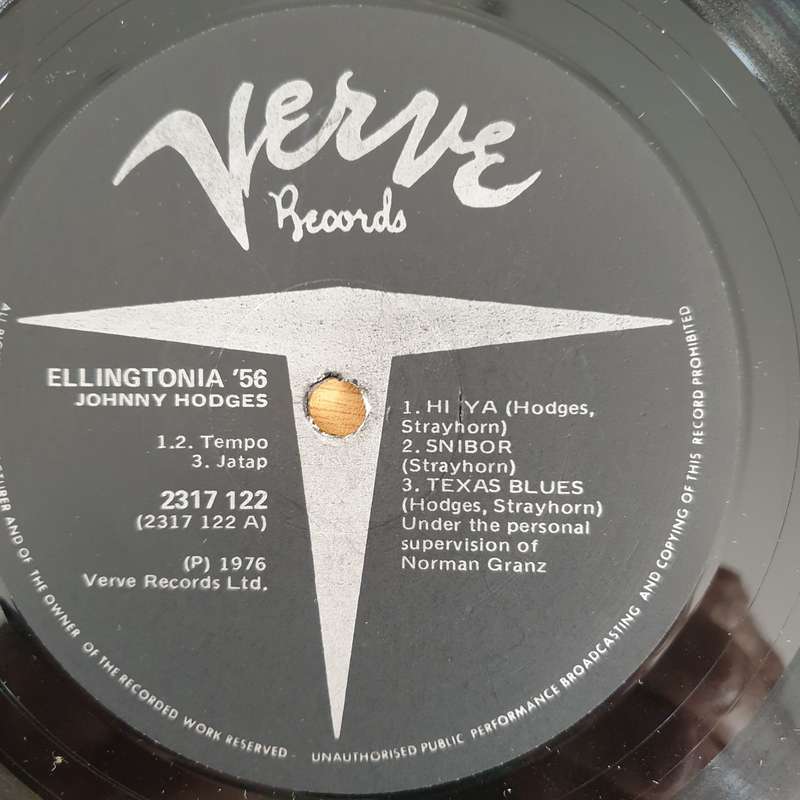 Verve
Records
ELLINGTONIA '56
JOHNNY HODGES
1.2. Tempo
3. Jatap
2317 122
(2317 122 A)
(P) 1976
Verve Records Ltd.
1. HI YA (Hodges,
Strayhorn)
2. SNIBOR
(Strayhorn)
3. TEXAS BLUES
(Hodges, Strayhorn)
Under the personal
supervision of
Norman Granz
AND OF THE OWNER OF THE RECORDED WORK RESERVED - UNAUTHORISED PUBLIC PERFORMANCE BROADCASTING AND COPYING OF THIS RECORD PROHIBITED